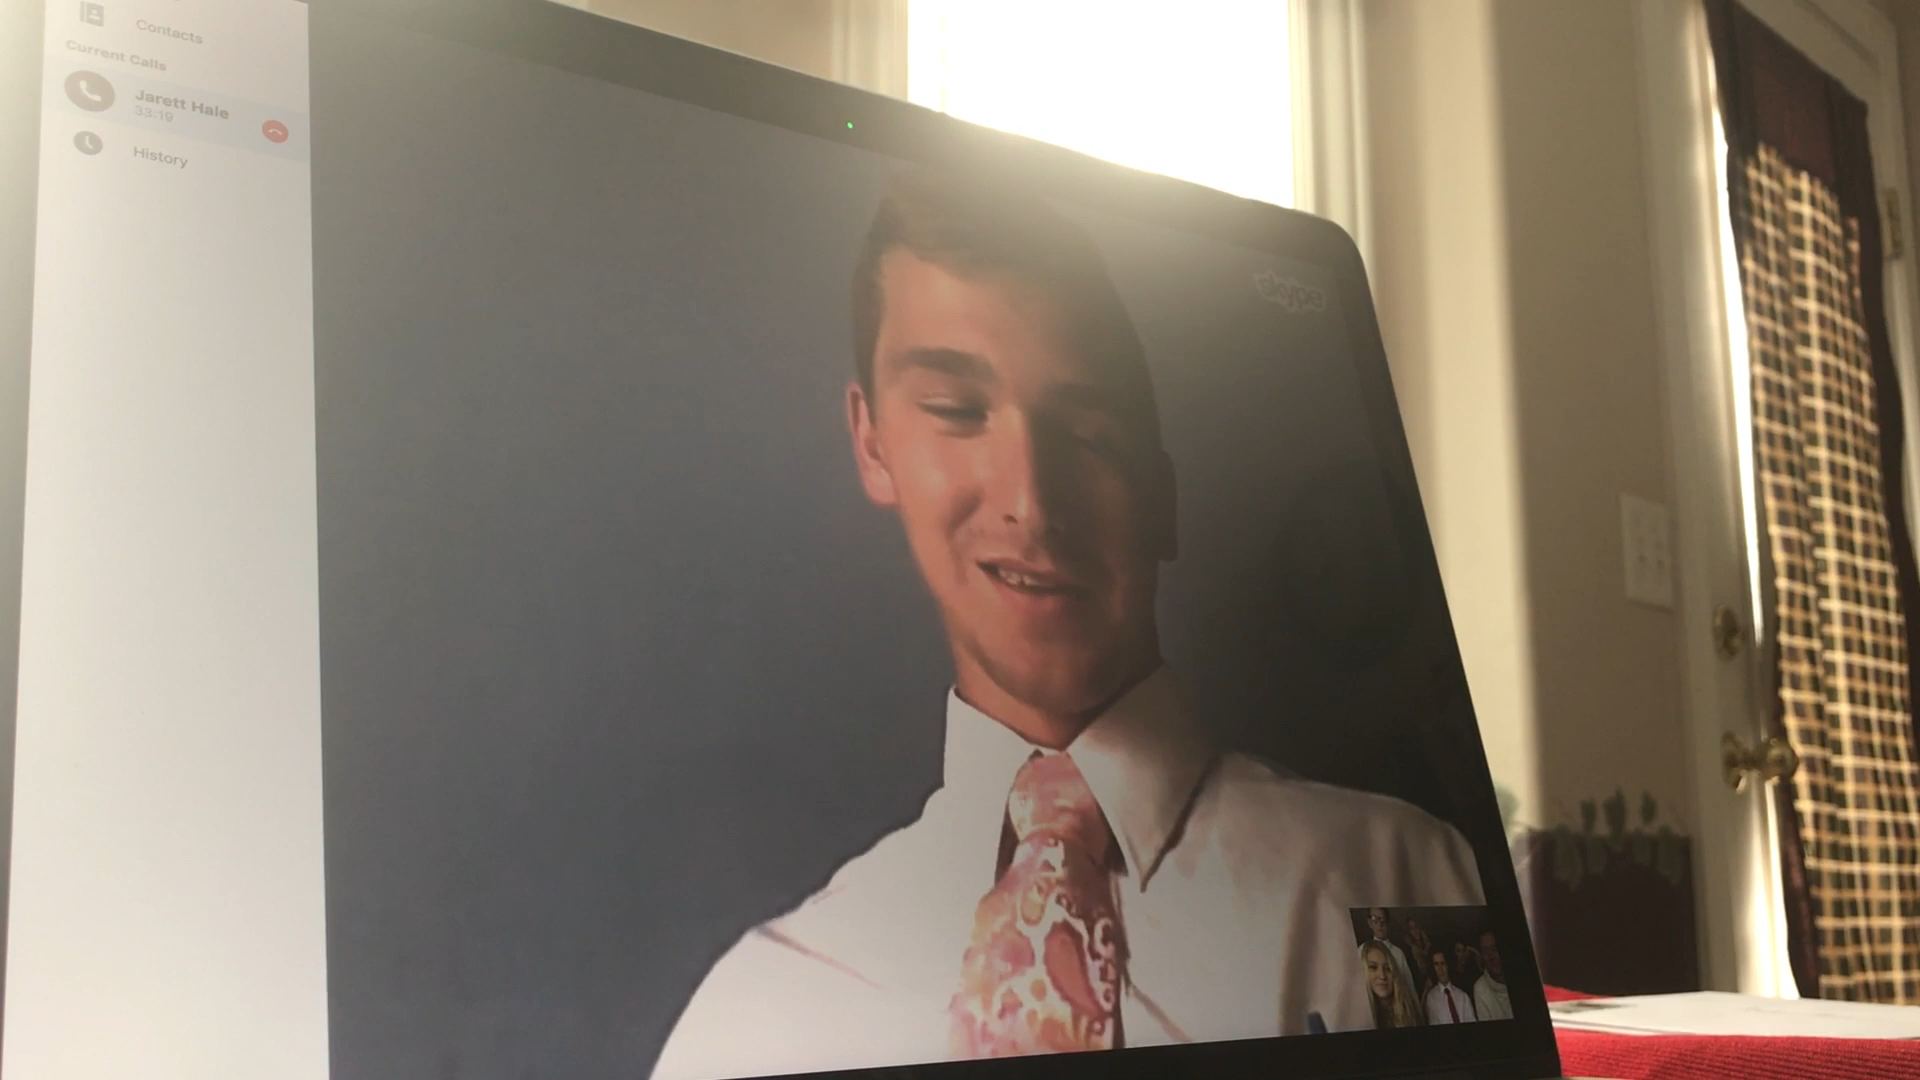 Contacts
Current Calls
Jarett Hale
33:19
History
skype